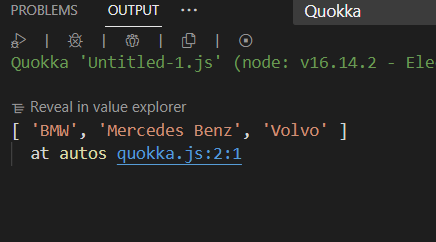 PROBLEMS OUTPUT Quokka
Quokka 'Untitled-1.js' (node: v16.14.2 - Ele
Reveal in value explorer
[ 'BMW', 'Mercedes Benz', 'Volvo' ]
at autos quokka.js:2:1